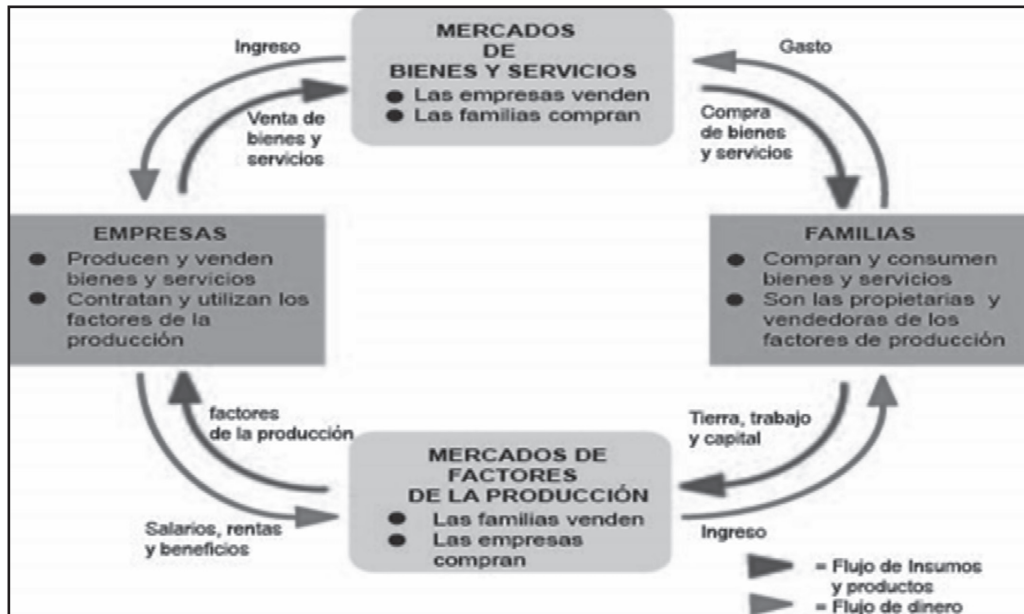 MERCADOS
DE
BIENES Y SERVICIOS
● Las empresas venden
● Las familias compran
Ingreso
Gasto
Venta de
bienes y
servicios
Compra
de bienes
y servicios
EMPRESAS
● Producen y venden
bienes y servicios
● Contratan y utilizan los
factores de la
producción
FAMILIAS
● Compran y consumen
bienes y servicios
● Son las propietarias y
vendedoras de los
factores de producción
factores
de la producción
Tierra, trabajo
y capital
MERCADOS DE
FACTORES
DE LA PRODUCCIÓN
● Las familias venden
● Las empresas
compran
Salarios, rentas
y beneficios
Ingreso
= Flujo de Insumos
y productos
= Flujo de dinero